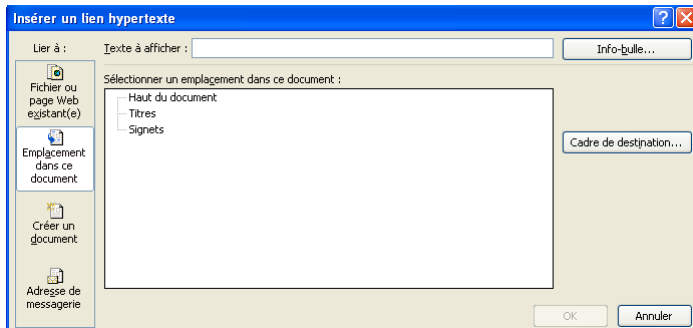 Insérer un lien hypertexte
Lier à :
Texte à afficher :
Info-bulle...
Fichier ou
page Web
existant(e)
Emplacement
dans ce
document
Créer un
document
Adresse de
messagerie
Sélectionner un emplacement dans ce document :
Haut du document
Titres
Signets
Cadre de destination...
OK
Annuler